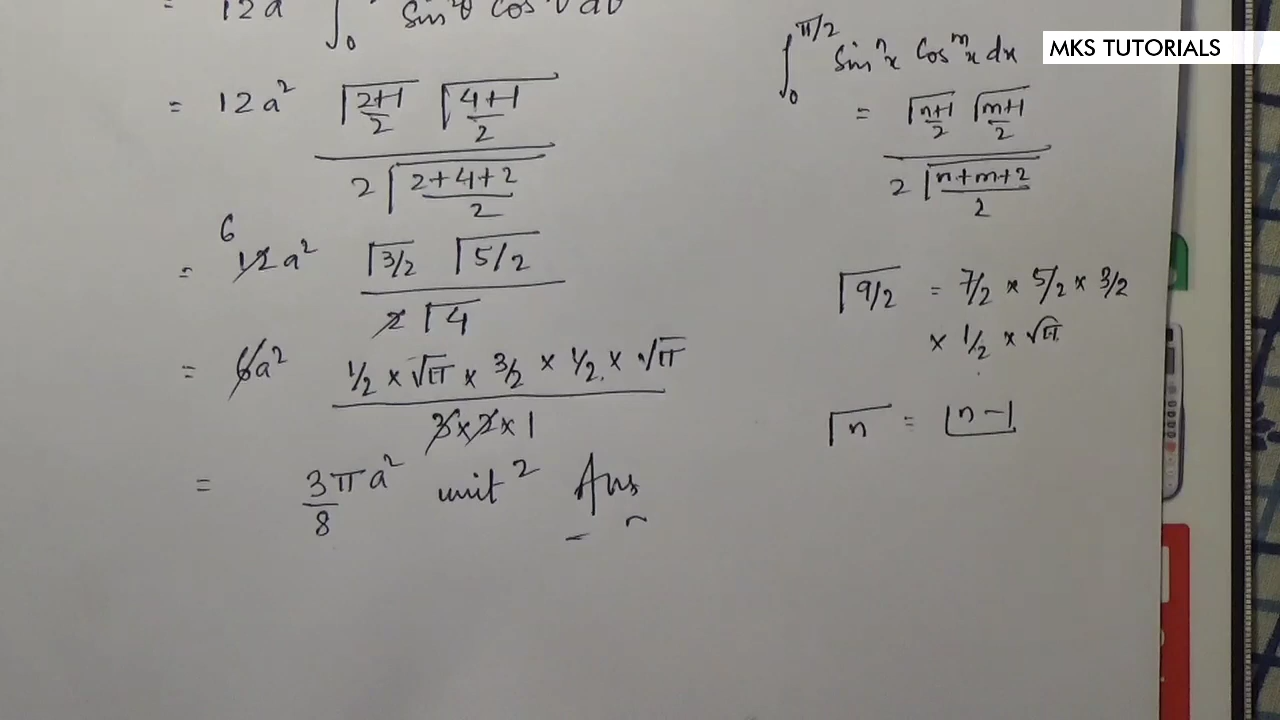 = 12a² ∫₀ sin²θ cos⁴θ dθ
= 12a² Γ(2+1)/2 Γ(4+1)/2 / 2 Γ(2+4+2)/2
6
= 12a² Γ3/2 Γ5/2 / 2 Γ4
= 6a² 1/2 × √π × 3/2 × 1/2 × √π / 3×2×1
= 3πa²/8 unit² Ans
MKS TUTORIALS
∫₀^π/2 sinⁿx cosᵐx dx
= Γ(n+1)/2 Γ(m+1)/2 / 2 Γ(n+m+2)/2
Γ9/2 = 7/2 × 5/2 × 3/2
× 1/2 × √π
Γn = ⌊n-1